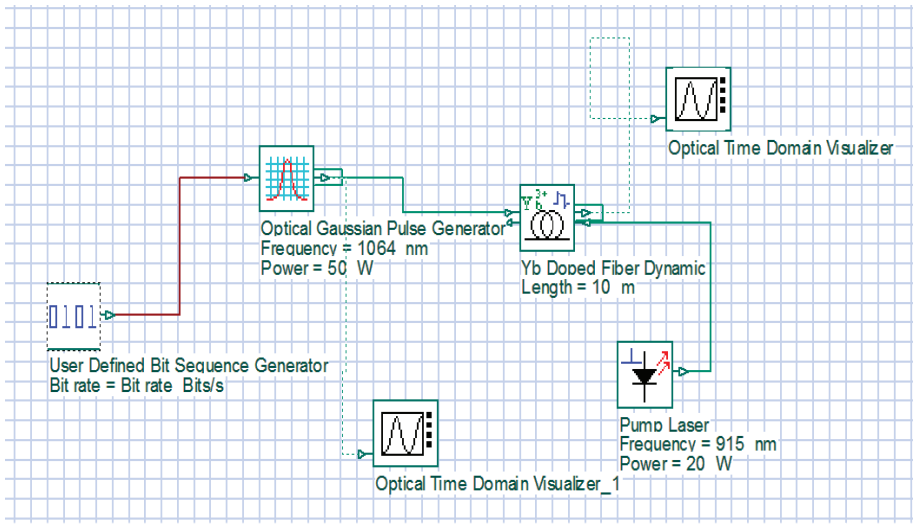 Optical Time Domain Visualizer
Optical Gaussian Pulse Generator
Frequency = 1064 nm
Power = 50 W
Yb Doped Fiber Dynamic
Length = 10 m
0101
User Defined Bit Sequence Generator
Bit rate = Bit rate Bits/s
Pump Laser
Frequency = 915 nm
Power = 20 W
Optical Time Domain Visualizer_1